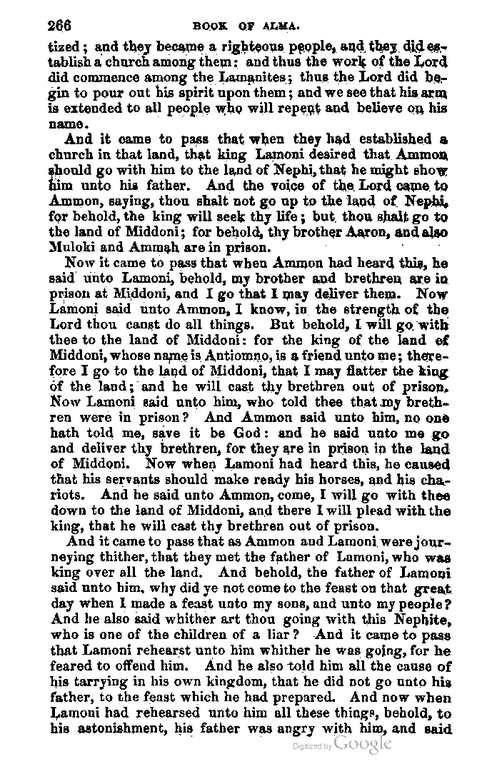 266 BOOK OF ALMA.
tized; and they became a righteous people, and they did es-
tablish a church among them: and thus the work of the Lord
did commence among the Lamanites; thus the Lord did be-
gin to pour out his spirit upon them; and we see that his arm
is extended to all people who will repent and believe on his
name.
And it came to pass that when they had established a
church in that land, that king Lamoni desired that Ammon
should go with him to the land of Nephi, that he might show
him unto his father. And the voice of the Lord came to
Ammon, saying, thou shalt not go up to the land of Nephi,
for behold, the king will seek thy life; but thou shalt go to
the land of Middoni; for behold, thy brother Aaron, and also
Muloki and Ammah are in prison.
Now it came to pass that when Ammon had heard this, he
said unto Lamoni, behold, my brother and brethren are in
prison at Middoni, and I go that I may deliver them. Now
Lamoni said unto Ammon, I know, in the strength of the
Lord thou canst do all things. But behold, I will go with
thee to the land of Middoni: for the king of the land of
Middoni, whose name is Antiomno, is a friend unto me; there-
fore I go to the land of Middoni, that I may flatter the king
of the land; and he will cast thy brethren out of prison.
Now Lamoni said unto him, who told thee that my breth-
ren were in prison? And Ammon said unto him, no one
hath told me, save it be God: and he said unto me go
and deliver thy brethren, for they are in prison in the land
of Middoni. Now when Lamoni had heard this, he caused
that his servants should make ready his horses, and his cha-
riots. And he said unto Ammon, come, I will go with thee
down to the land of Middoni, and there I will plead with the
king, that he will cast thy brethren out of prison.
And it came to pass that as Ammon and Lamoni were jour-
neying thither, that they met the father of Lamoni, who was
king over all the land. And behold, the father of Lamoni
said unto him, why did ye not come to the feast on that great
day when I made a feast unto my sons, and unto my people?
And he also said whither art thou going with this Nephite,
who is one of the children of a liar? And it came to pass
that Lamoni rehearst unto him whither he was going, for he
feared to offend him. And he also told him all the cause of
his tarrying in his own kingdom, that he did not go unto his
father, to the feast which he had prepared. And now when
Lamoni had rehearsed unto him all these things, behold, to
his astonishment, his father was angry with him, and said
Digitized by Google